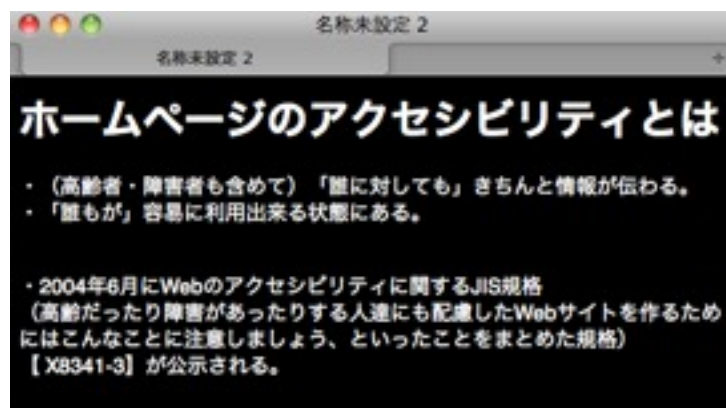 名称未設定 2
名称未設定 2
+
ホームページのアクセシビリティとは
・（高齢者・障害者も含めて）「誰に対しても」きちんと情報が伝わる。
・「誰もが」容易に利用出来る状態にある。
・2004年6月にWebのアクセシビリティに関するJIS規格
（高齢だったり障害があったりする人達にも配慮したWebサイトを作るため
にはこんなことに注意しましょう、といったことをまとめた規格）
【 X8341-3】が公示される。